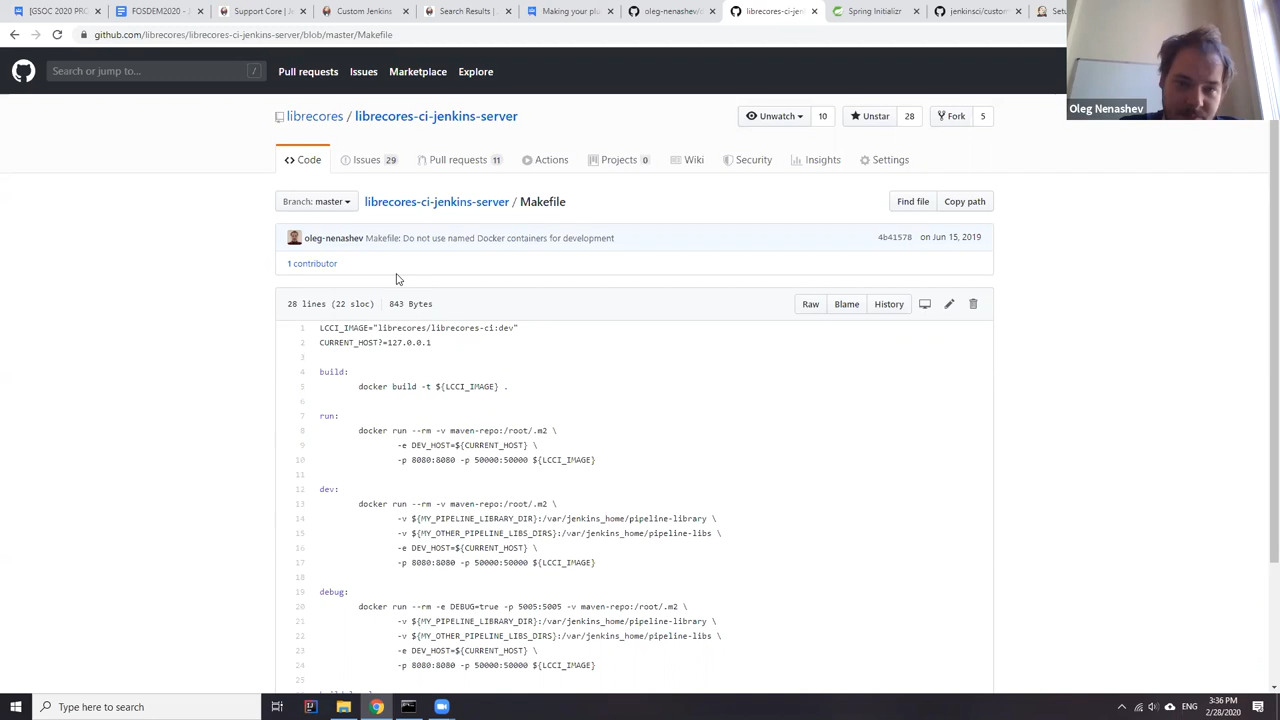 [GSOC 2020 PRO
FOSDEM2020 -
Support Core | Je
Custom Jenkins
Search Results |
Making your plu
oleg-nenashev/
librecores-ci-jen
Spring Initializr
jenkinsci/custom
Setu
github.com/librecores/librecores-ci-jenkins-server/blob/master/Makefile
Search or jump to...
/
Pull requests
Issues
Marketplace
Explore
Oleg Nenashev
librecores / librecores-ci-jenkins-server
Unwatch
10
Unstar
28
Fork
5
Code
Issues 29
Pull requests 11
Actions
Projects 0
Wiki
Security
Insights
Settings
Branch: master
librecores-ci-jenkins-server / Makefile
Find file
Copy path
oleg-nenashev Makefile: Do not use named Docker containers for development
4b41578 on Jun 15, 2019
1 contributor
28 lines (22 sloc) | 843 Bytes
Raw
Blame
History
1 LCCI_IMAGE="librecores/librecores-ci:dev"
2 CURRENT_HOST?=127.0.0.1
3
4 build:
5 docker build -t ${LCCI_IMAGE} .
6
7 run:
8 docker run --rm -v maven-repo:/root/.m2 \
9 -e DEV_HOST=${CURRENT_HOST} \
10 -p 8080:8080 -p 50000:50000 ${LCCI_IMAGE}
11
12 dev:
13 docker run --rm -v maven-repo:/root/.m2 \
14 -v ${MY_PIPELINE_LIBRARY_DIR}:/var/jenkins_home/pipeline-library \
15 -v ${MY_OTHER_PIPELINE_LIBS_DIRS}:/var/jenkins_home/pipeline-libs \
16 -e DEV_HOST=${CURRENT_HOST} \
17 -p 8080:8080 -p 50000:50000 ${LCCI_IMAGE}
18
19 debug:
20 docker run --rm -e DEBUG=true -p 5005:5005 -v maven-repo:/root/.m2 \
21 -v ${MY_PIPELINE_LIBRARY_DIR}:/var/jenkins_home/pipeline-library \
22 -v ${MY_OTHER_PIPELINE_LIBS_DIRS}:/var/jenkins_home/pipeline-libs \
23 -e DEV_HOST=${CURRENT_HOST} \
24 -p 8080:8080 -p 50000:50000 ${LCCI_IMAGE}
25
Type here to search
ENG
3:36 PM
2/28/2020